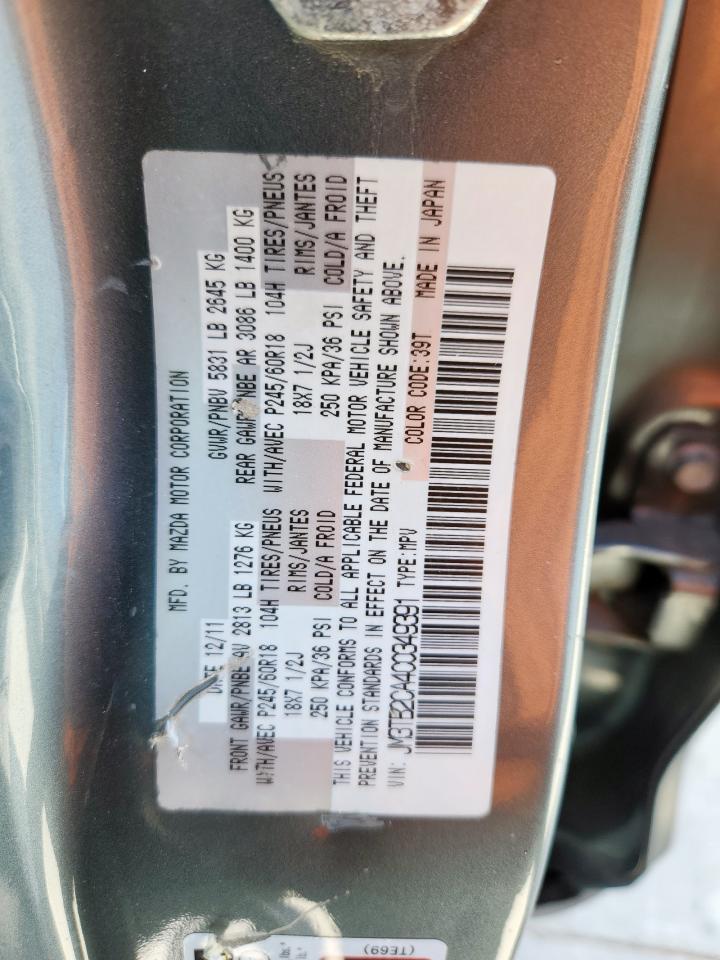 MFD. BY MAZDA MOTOR CORPORATION
DATE 12/11 GVWR/PNBV 5831 LB 2645 KG
FRONT GAWR/PNBE AV 2813 LB 1276 KG REAR GAWR/PNBE AR 3086 LB 1400 KG
WITH/AVEC P245/60R18 104H TIRES/PNEUS WITH/AVEC P245/60R18 104H TIRES/PNEUS
18X7 1/2J RIMS/JANTES 18X7 1/2J RIMS/JANTES
250 KPA/36 PSI COLD/A FROID 250 KPA/36 PSI COLD/A FROID
THIS VEHICLE CONFORMS TO ALL APPLICABLE FEDERAL MOTOR VEHICLE SAFETY AND THEFT
PREVENTION STANDARDS IN EFFECT ON THE DATE OF MANUFACTURE SHOWN ABOVE.
VIN: JM3TB2CA4C0349391 TYPE:MPV COLOR CODE:39T MADE IN JAPAN
(TE69)